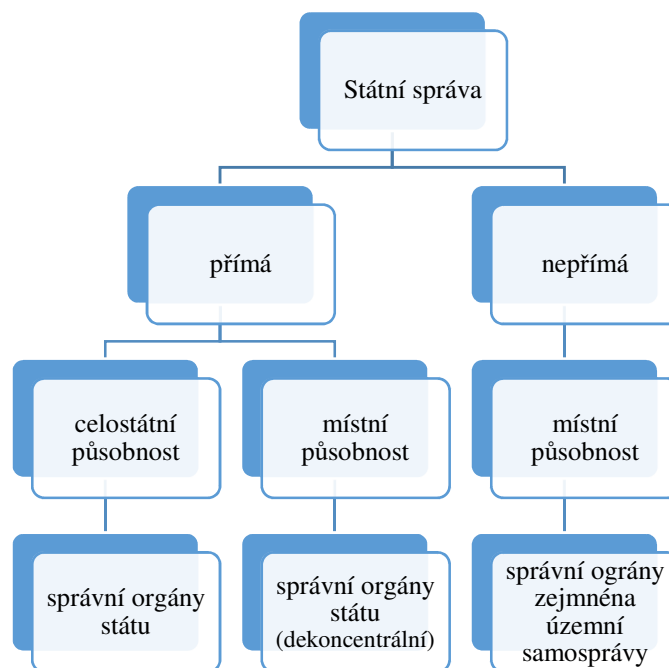 Státní správa
přímá
nepřímá
celostátní
působnost
místní
působnost
místní
působnost
správní orgány
státu
správní orgány
státu
(dekoncentrální)
správní ográny
zejmnéna
územní
samosprávy